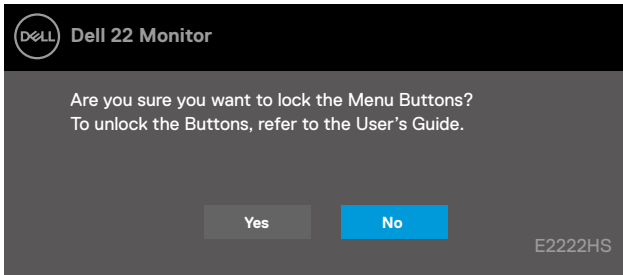 DELL Dell 22 Monitor
Are you sure you want to lock the Menu Buttons?
To unlock the Buttons, refer to the User’s Guide.
Yes No
E2222HS